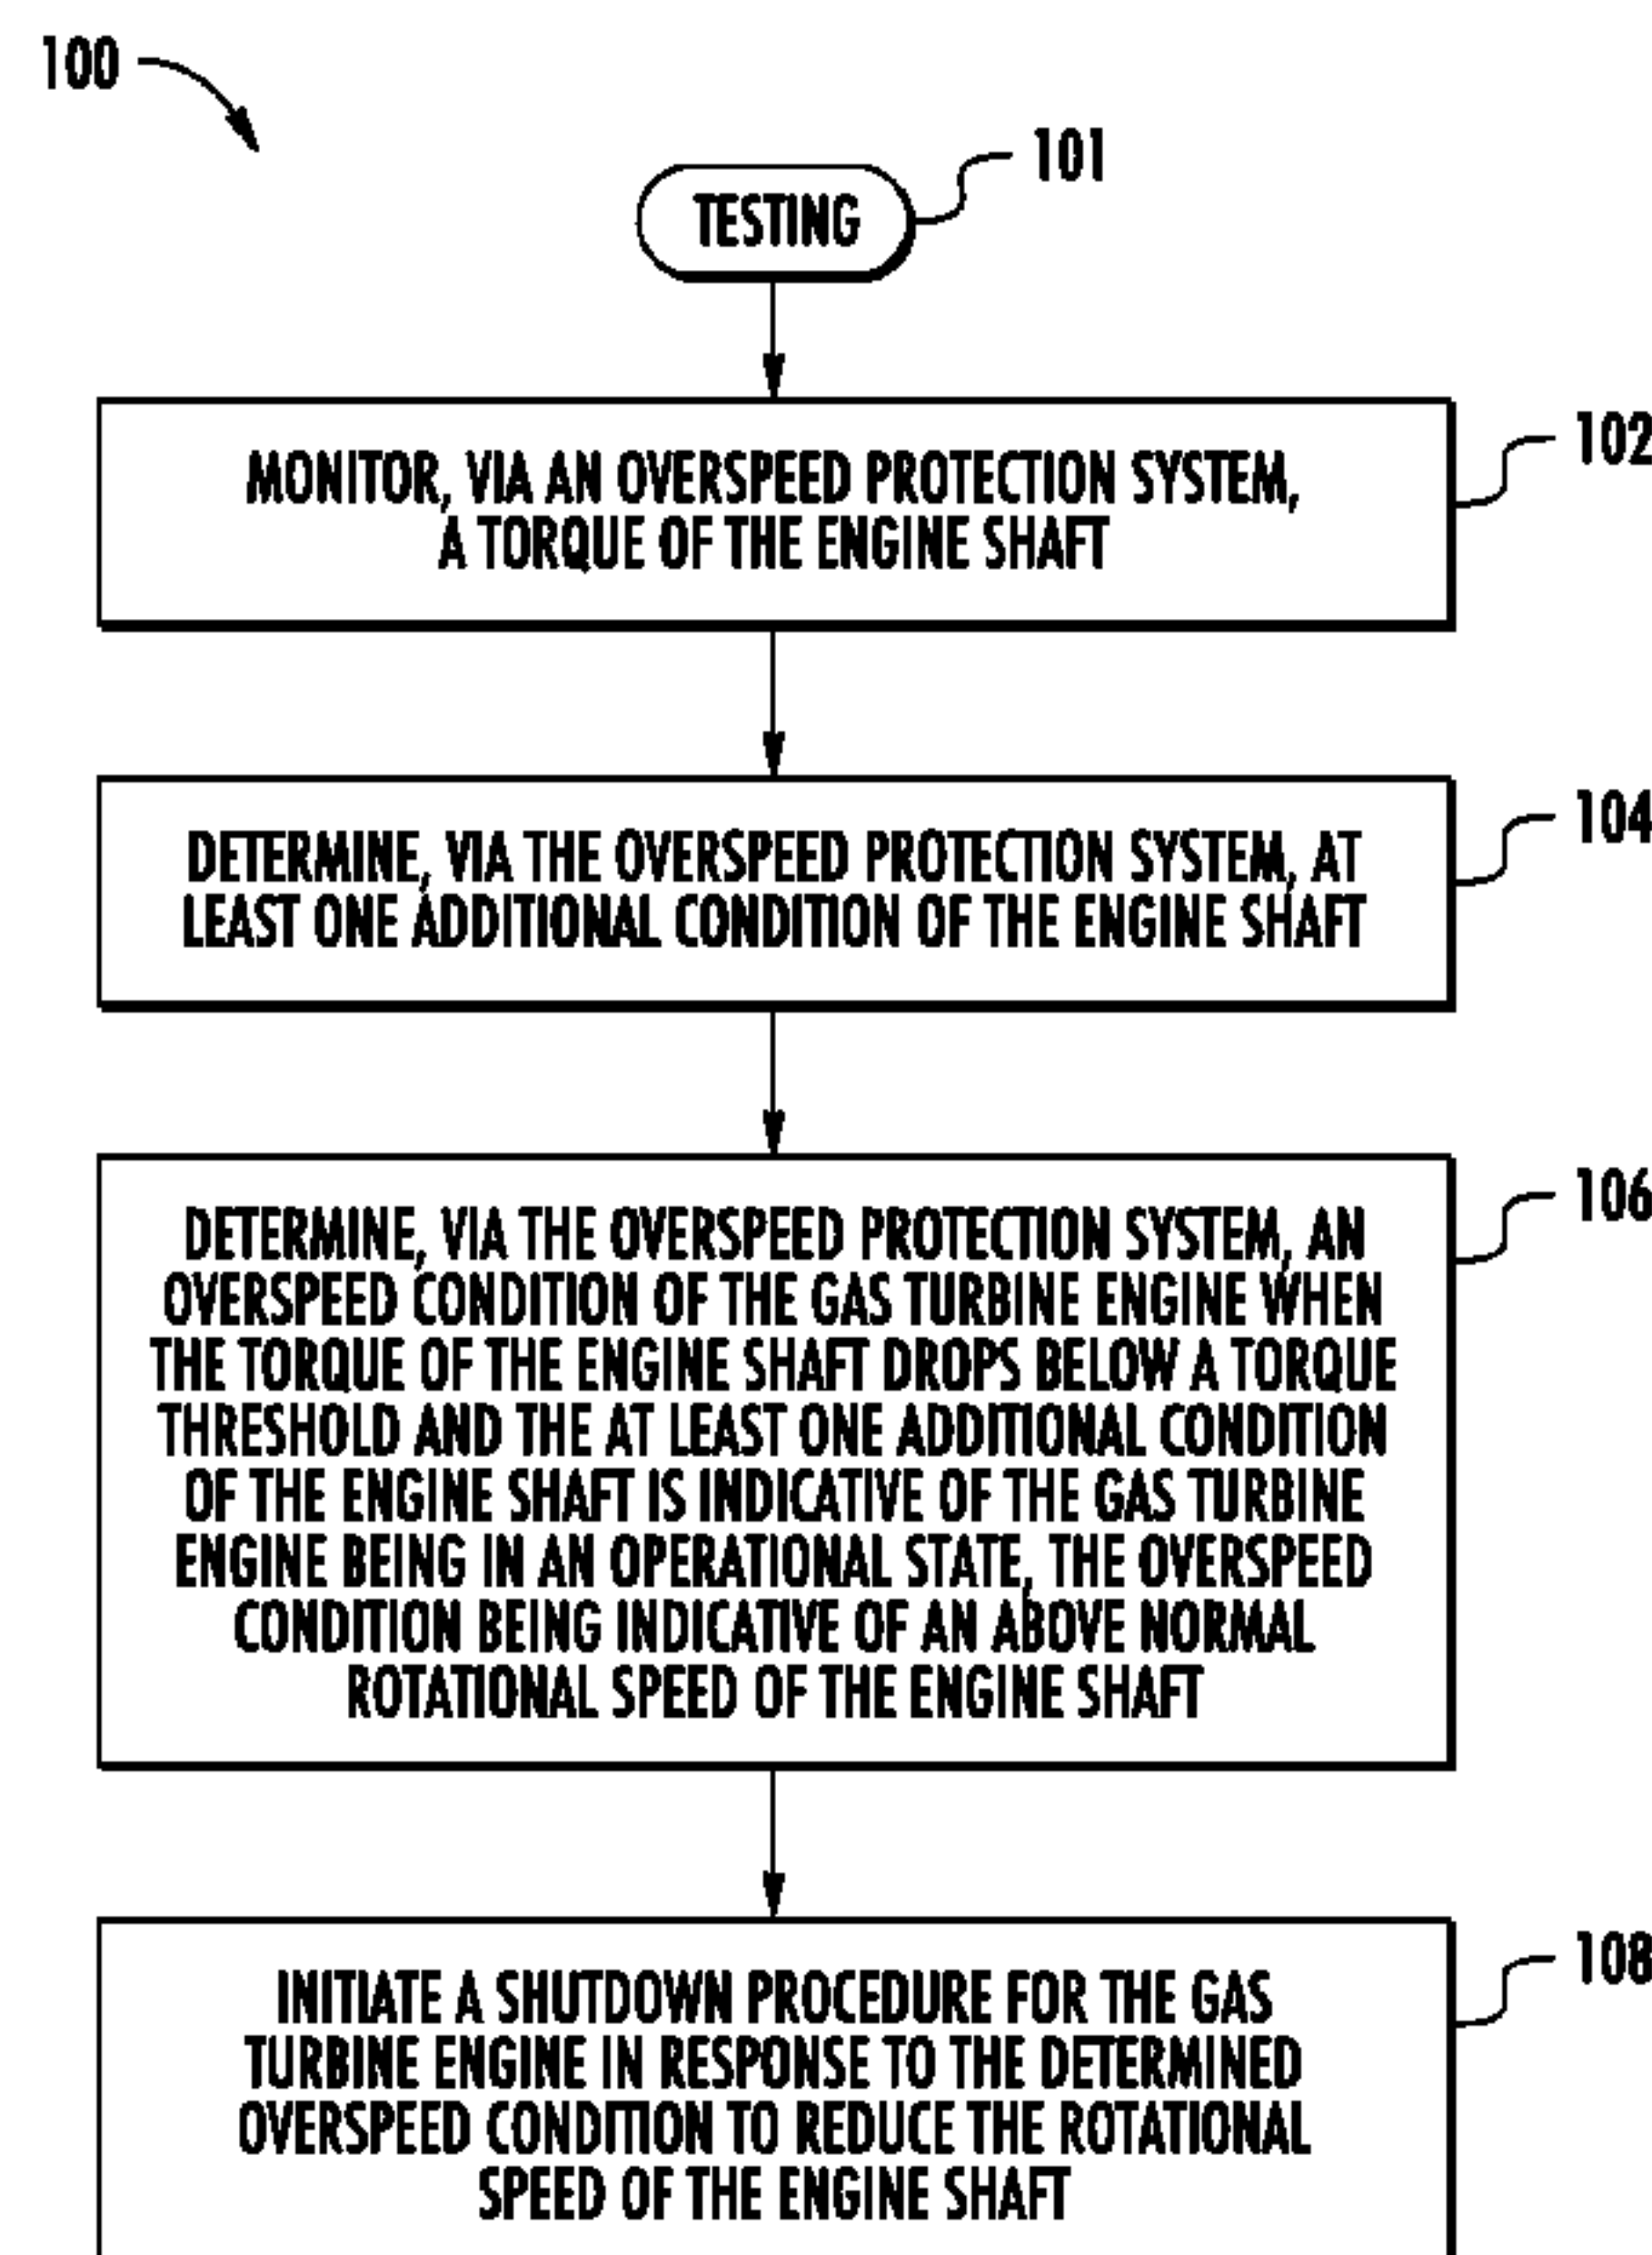 100
101
TESTING
102
MONITOR, VIA AN OVERSPEED PROTECTION SYSTEM,
A TORQUE OF THE ENGINE SHAFT
104
DETERMINE, VIA THE OVERSPEED PROTECTION SYSTEM, AT
LEAST ONE ADDITIONAL CONDITION OF THE ENGINE SHAFT
106
DETERMINE, VIA THE OVERSPEED PROTECTION SYSTEM, AN
OVERSPEED CONDITION OF THE GAS TURBINE ENGINE WHEN
THE TORQUE OF THE ENGINE SHAFT DROPS BELOW A TORQUE
THRESHOLD AND THE AT LEAST ONE ADDITIONAL CONDITION
OF THE ENGINE SHAFT IS INDICATIVE OF THE GAS TURBINE
ENGINE BEING IN AN OPERATIONAL STATE, THE OVERSPEED
CONDITION BEING INDICATIVE OF AN ABOVE NORMAL
ROTATIONAL SPEED OF THE ENGINE SHAFT
108
INITIATE A SHUTDOWN PROCEDURE FOR THE GAS
TURBINE ENGINE IN RESPONSE TO THE DETERMINED
OVERSPEED CONDITION TO REDUCE THE ROTATIONAL
SPEED OF THE ENGINE SHAFT